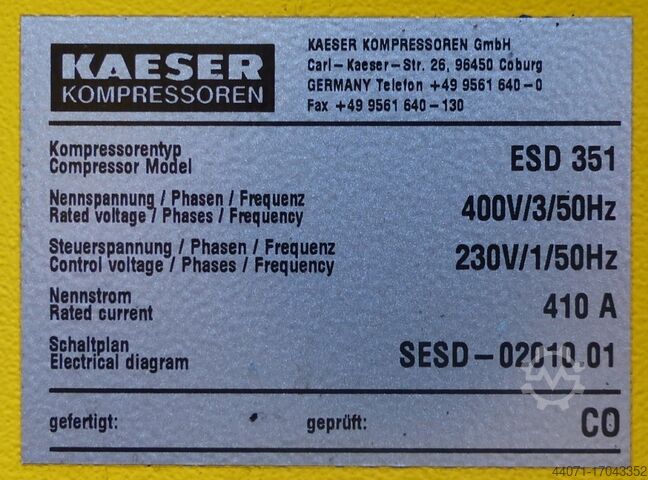 KAESER
KOMPRESSOREN
KAESER KOMPRESSOREN GmbH
Carl-Kaeser-Str. 26, 96450 Coburg
GERMANY Telefon +49 9561 640-0
Fax +49 9561 640-130
Kompressorentyp
Compressor Model
ESD 351
Nennspannung / Phasen / Frequenz
Rated voltage / Phases / Frequency
400V/3/50Hz
Steuerspannung / Phasen / Frequenz
Control voltage / Phases / Frequency
230V/1/50Hz
Nennstrom
Rated current
410 A
Schaltplan
Electrical diagram
SESD-02010.01
gefertigt:
geprüft:
CO
44071-17043352